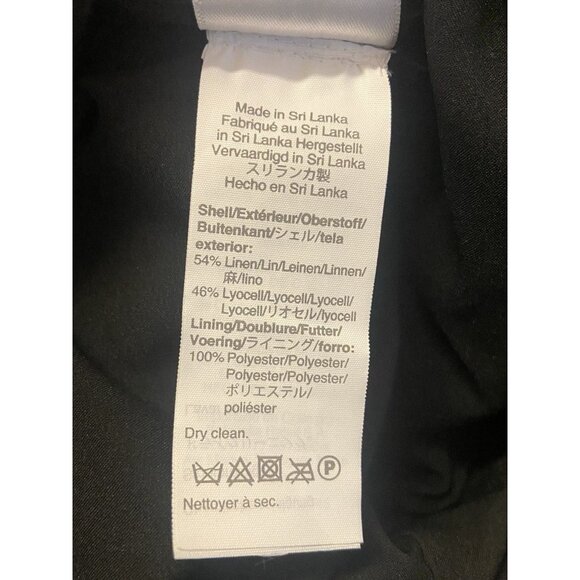 Made in Sri Lanka
Fabriqué au Sri Lanka
in Sri Lanka Hergestellt
Vervaardigd in Sri Lanka
スリランカ製
Hecho en Sri Lanka
Shell/Extérieur/Oberstoff/
Buitenkant/シェル/tela
exterior:
54% Linen/Lin/Leinen/Linnen/
麻/lino
46% Lyocell/Lyocell/Lyocell/
Lyocell/リオセル/lyocell
Lining/Doublure/Futter/
Voering/ライニング/forro:
100% Polyester/Polyester/
Polyester/Polyester/
ポリエステル/
poliéster
Dry clean.
P
Nettoyer à sec.